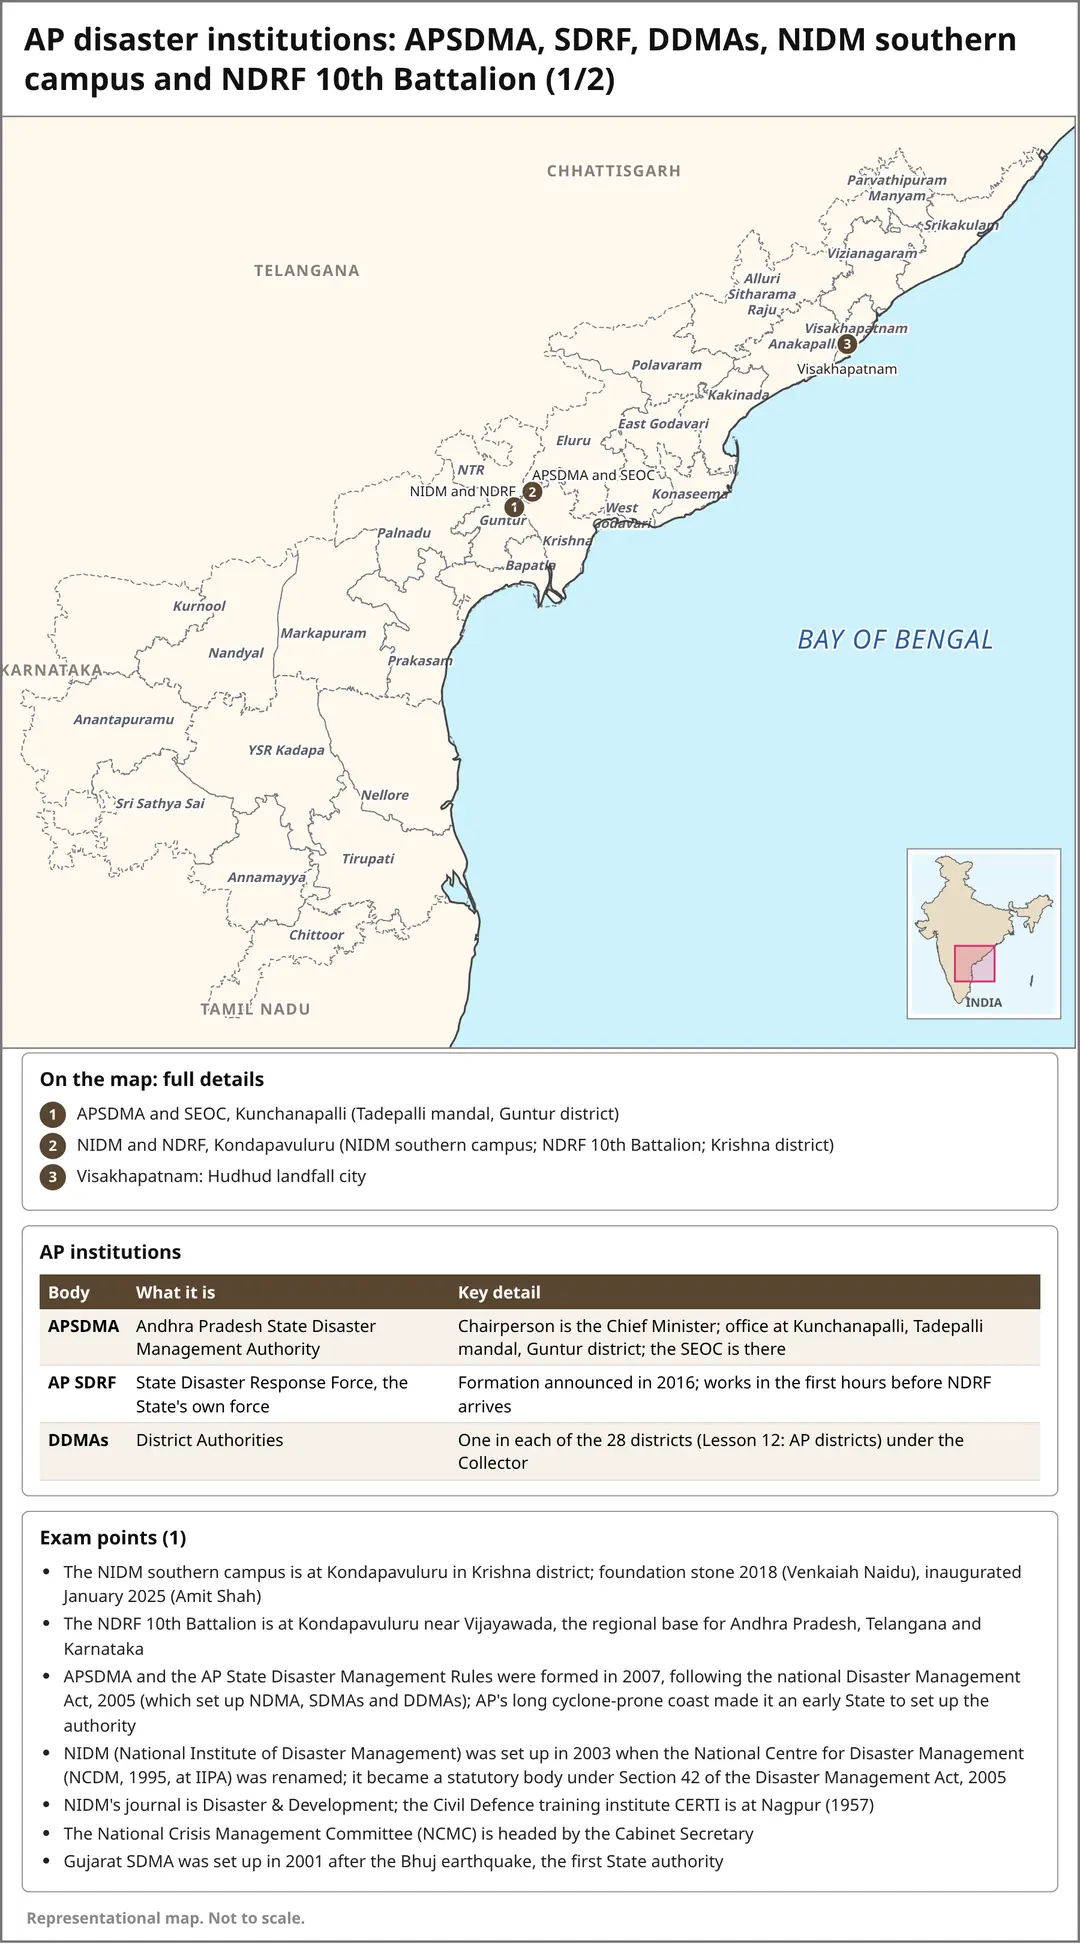 AP disaster institutions: APSDMA, SDRF, DDMAs, NIDM southern
campus and NDRF 10th Battalion (1/2)
CHHATTISGARH
Parvathipuram
Manyam
Srikakulam
Vizianagaram
TELANGANA
Alluri
Sitharama
Raju
Visakhapatnam
Anakapall
3
Visakhapatnam
Polavaram
Kakinada
East Godavari
Eluru
NTR
APSDMA and SEOC
NIDM and NDRF
2
Konaseema
1
West
Godavari
Guntur
Palnadu
Krishna
Bapatla
Kurnool
Markapuram
BAY OF BENGAL
Nandyal
Prakasam
KARNATAKA
Anantapuramu
YSR Kadapa
Nellore
Sri Sathya Sai
Tirupati
Annamayya
Chittoor
INDIA
TAMIL NADU
On the map: full details
1 APSDMA and SEOC, Kunchanapalli (Tadepalli mandal, Guntur district)
2 NIDM and NDRF, Kondapavuluru (NIDM southern campus; NDRF 10th Battalion; Krishna district)
3 Visakhapatnam: Hudhud landfall city
AP institutions
Body What it is Key detail
APSDMA Andhra Pradesh State Disaster Chairperson is the Chief Minister; office at Kunchanapalli, Tadepalli
Management Authority mandal, Guntur district; the SEOC is there
AP SDRF State Disaster Response Force, the Formation announced in 2016; works in the first hours before NDRF
State's own force arrives
DDMAs District Authorities One in each of the 28 districts (Lesson 12: AP districts) under the
Collector
Exam points (1)
• The NIDM southern campus is at Kondapavuluru in Krishna district; foundation stone 2018 (Venkaiah Naidu), inaugurated
January 2025 (Amit Shah)
• The NDRF 10th Battalion is at Kondapavuluru near Vijayawada, the regional base for Andhra Pradesh, Telangana and
Karnataka
• APSDMA and the AP State Disaster Management Rules were formed in 2007, following the national Disaster Management
Act, 2005 (which set up NDMA, SDMAs and DDMAs); AP's long cyclone-prone coast made it an early State to set up the
authority
• NIDM (National Institute of Disaster Management) was set up in 2003 when the National Centre for Disaster Management
(NCDM, 1995, at IIPA) was renamed; it became a statutory body under Section 42 of the Disaster Management Act, 2005
• NIDM's journal is Disaster & Development; the Civil Defence training institute CERTI is at Nagpur (1957)
• The National Crisis Management Committee (NCMC) is headed by the Cabinet Secretary
• Gujarat SDMA was set up in 2001 after the Bhuj earthquake, the first State authority
Representational map. Not to scale.